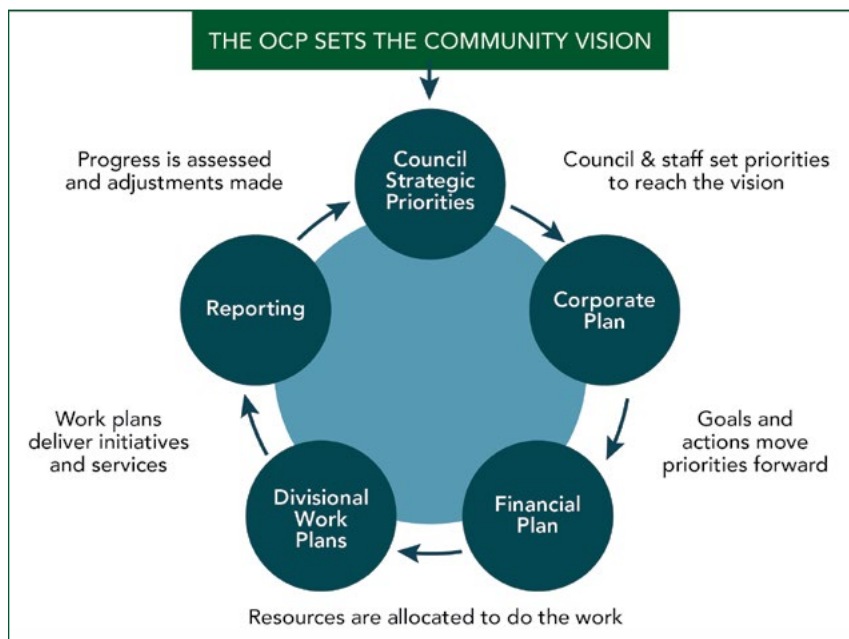 THE OCP SETS THE COMMUNITY VISION
Council
Strategic
Priorities
Council & staff set priorities
to reach the vision
Corporate
Plan
Goals and
actions move
priorities forward
Financial
Plan
Resources are allocated to do the work
Divisional
Work
Plans
Work plans
deliver initiatives
and services
Reporting
Progress is assessed
and adjustments made